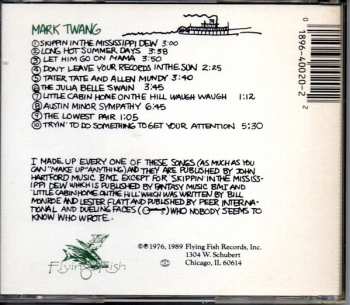 MARK TWANG
① SKIPPIN IN THE MISSISSIPPI DEW 3:00
② LONG HOT SUMMER DAYS 3:58
③ LET HIM GO ON MAMA 3:50
④ DON'T LEAVE YOUR RECORDS IN THE SUN 2:25
⑤ TATER TATE AND ALLEN MUNDY 3:40
⑥ THE JULIA BELLE SWAIN 3:40
⑦ LITTLE CABIN HOME ON THE HILL WAUGH WAUGH 1:12
⑧ AUSTIN MINOR SYMPATHY 6:45
⑨ THE LOWEST PAIR 1:05
⑩ TRYIN' TO DO SOMETHING TO GET YOUR ATTENTION 5:30
I MADE UP EVERY ONE OF THESE SONGS (AS MUCH AS YOU
CAN "MAKE UP" ANYTHING) AND THEY ARE PUBLISHED BY JOHN
HARTFORD MUSIC BMI EXCEPT FOR SKIPPIN IN THE MISSISS-
IPPI DEW WHICH IS PUBLISHED BY FANTASY MUSIC BMI AND
"LITTLE CABIN HOME ON THE HILL" WHICH WAS WRITTEN BY BILL
MONROE AND LESTER FLATT AND PUBLISHED BY PEER INTERN-
ATIONAL AND DUELING FACES () WHO NOBODY SEEMS TO
KNOW WHO WROTE.
Flying Fish
©℗ 1976, 1989 Flying Fish Records, Inc.
1304 W. Schubert
Chicago, IL 60614
0 1896-40020-2 2